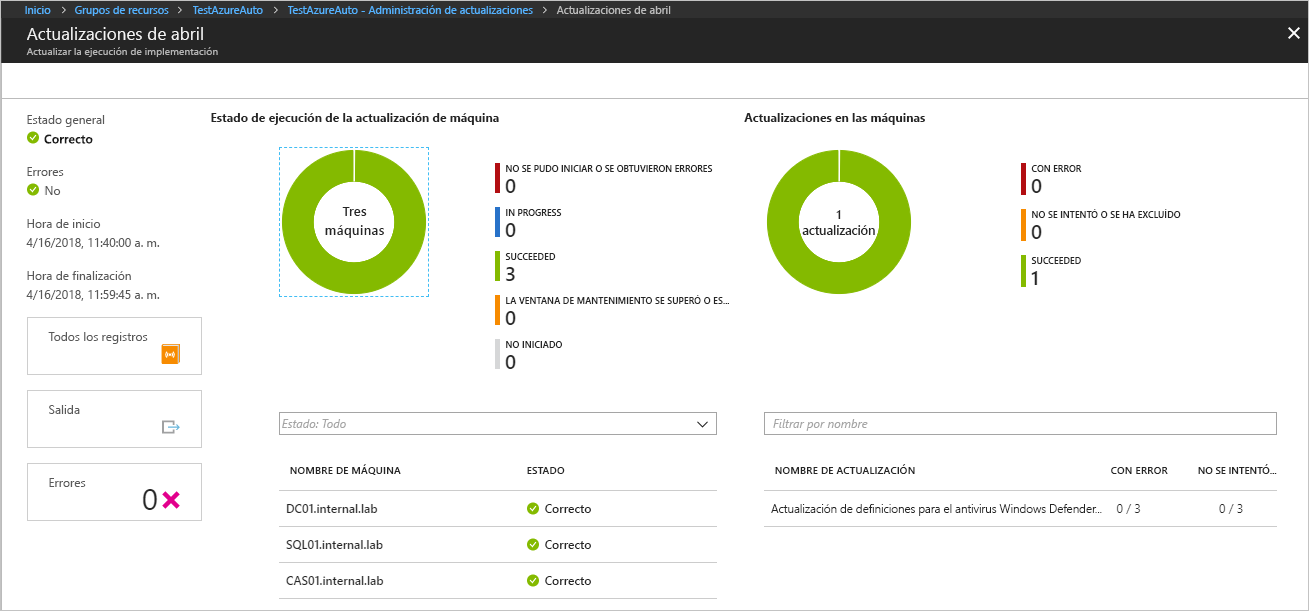 Inicio > Grupos de recursos > TestAzureAuto > TestAzureAuto - Administración de actualizaciones > Actualizaciones de abril
Actualizaciones de abril
Actualizar la ejecución de implementación
Estado general
Correcto
Errores
No
Hora de inicio
4/16/2018, 11:40:00 a. m.
Hora de finalización
4/16/2018, 11:59:45 a. m.
Todos los registros
Salida
Errores
0
Estado de ejecución de la actualización de máquina
Tres
máquinas
NO SE PUDO INICIAR O SE OBTUVIERON ERRORES
0
IN PROGRESS
0
SUCCEEDED
3
LA VENTANA DE MANTENIMIENTO SE SUPERÓ O ES...
0
NO INICIADO
0
Estado: Todo
NOMBRE DE MÁQUINA ESTADO
DC01.internal.lab Correcto
SQL01.internal.lab Correcto
CAS01.internal.lab Correcto
Actualizaciones en las máquinas
1
actualización
CON ERROR
0
NO SE INTENTÓ O SE HA EXCLUÍDO
0
SUCCEEDED
1
Filtrar por nombre
NOMBRE DE ACTUALIZACIÓN CON ERROR NO SE INTENTÓ...
Actualización de definiciones para el antivirus Windows Defender... 0 / 3 0 / 3